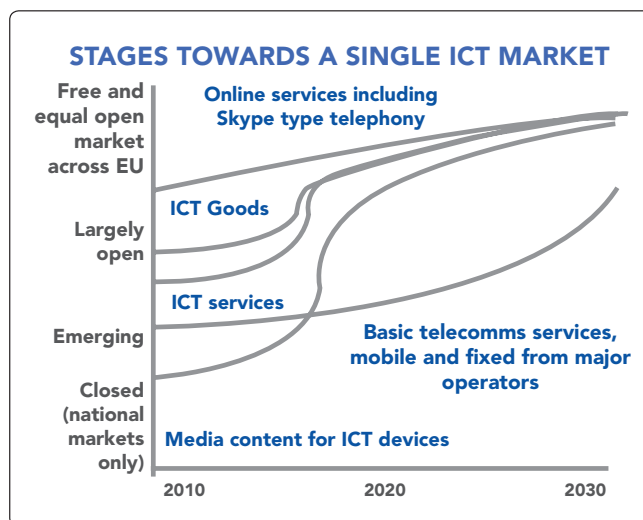 STAGES TOWARDS A SINGLE ICT MARKET
Free and
equal open
market
across EU
Online services including
Skype type telephony
ICT Goods
Largely
open
ICT services
Emerging
Basic telecomms services,
mobile and fixed from major
operators
Closed
(national
markets
only)
Media content for ICT devices
2010
2020
2030